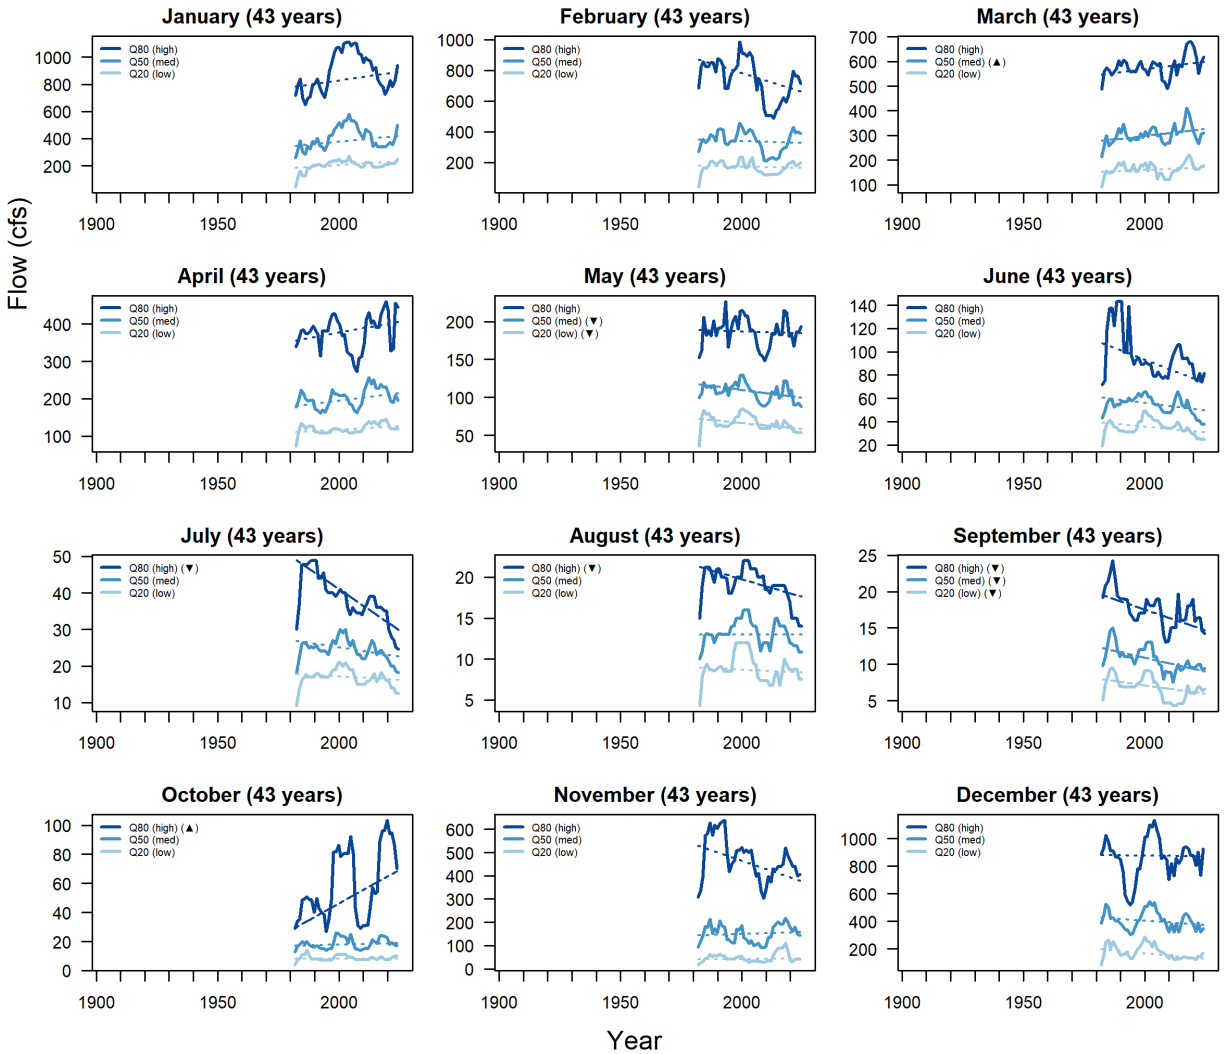 January (43 years)
Q80 (high)
Q50 (med)
Q20 (low)
1000
800
600
400
200
1900
1950
2000
February (43 years)
Q80 (high)
Q50 (med)
Q20 (low)
1000
800
600
400
200
1900
1950
2000
March (43 years)
Q80 (high)
Q50 (med) (▲)
Q20 (low)
700
600
500
400
300
200
100
1900
1950
2000
Flow (cfs)
April (43 years)
Q80 (high)
Q50 (med)
Q20 (low)
400
300
200
100
1900
1950
2000
May (43 years)
Q80 (high)
Q50 (med) (▼)
Q20 (low) (▼)
200
150
100
50
1900
1950
2000
June (43 years)
Q80 (high)
Q50 (med)
Q20 (low)
140
120
100
80
60
40
20
1900
1950
2000
July (43 years)
Q80 (high) (▼)
Q50 (med)
Q20 (low)
50
40
30
20
10
1900
1950
2000
August (43 years)
Q80 (high) (▼)
Q50 (med)
Q20 (low)
20
15
10
5
1900
1950
2000
September (43 years)
Q80 (high) (▼)
Q50 (med) (▼)
Q20 (low) (▼)
25
20
15
10
5
1900
1950
2000
October (43 years)
Q80 (high) (▲)
Q50 (med)
Q20 (low)
100
80
60
40
20
0
1900
1950
2000
November (43 years)
Q80 (high)
Q50 (med)
Q20 (low)
600
500
400
300
200
100
0
1900
1950
2000
December (43 years)
Q80 (high)
Q50 (med)
Q20 (low)
1000
800
600
400
200
1900
1950
2000
Year